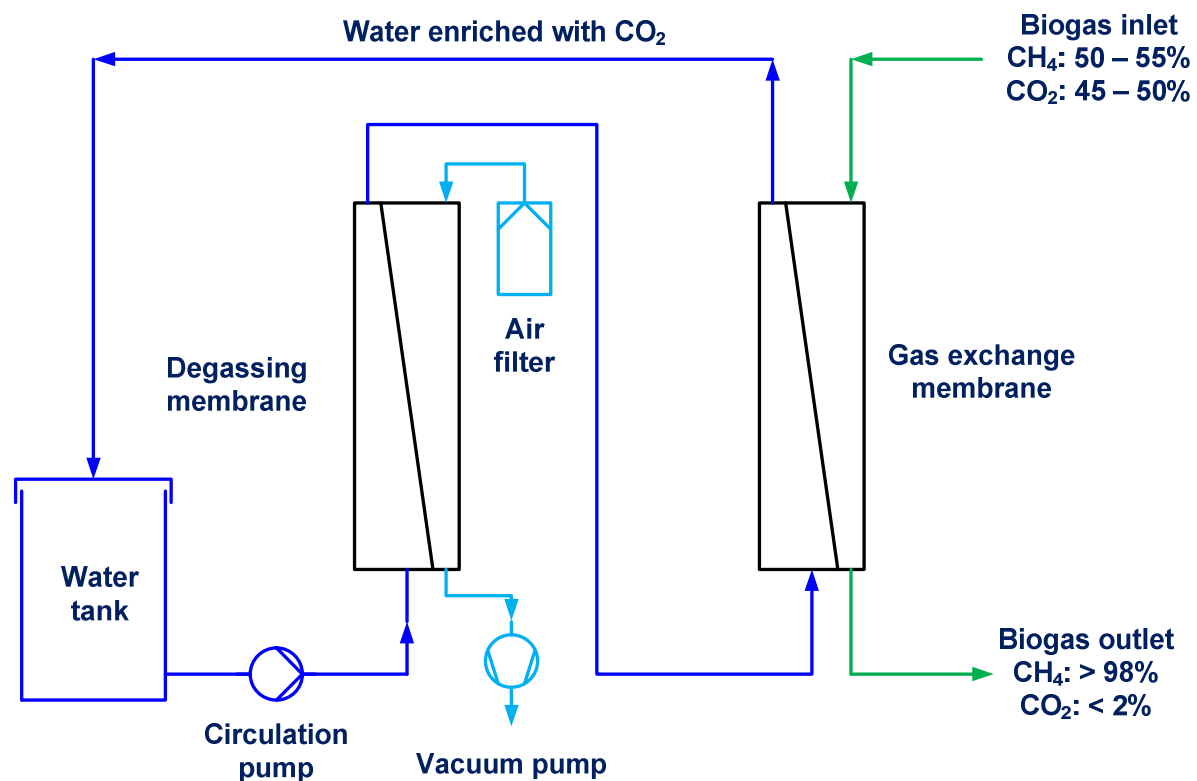 Water enriched with CO₂
Biogas inlet
CH₄: 50 – 55%
CO₂: 45 – 50%
Air
filter
Degassing
membrane
Gas exchange
membrane
Water
tank
Biogas outlet
CH₄: > 98%
CO₂: < 2%
Circulation
pump
Vacuum pump